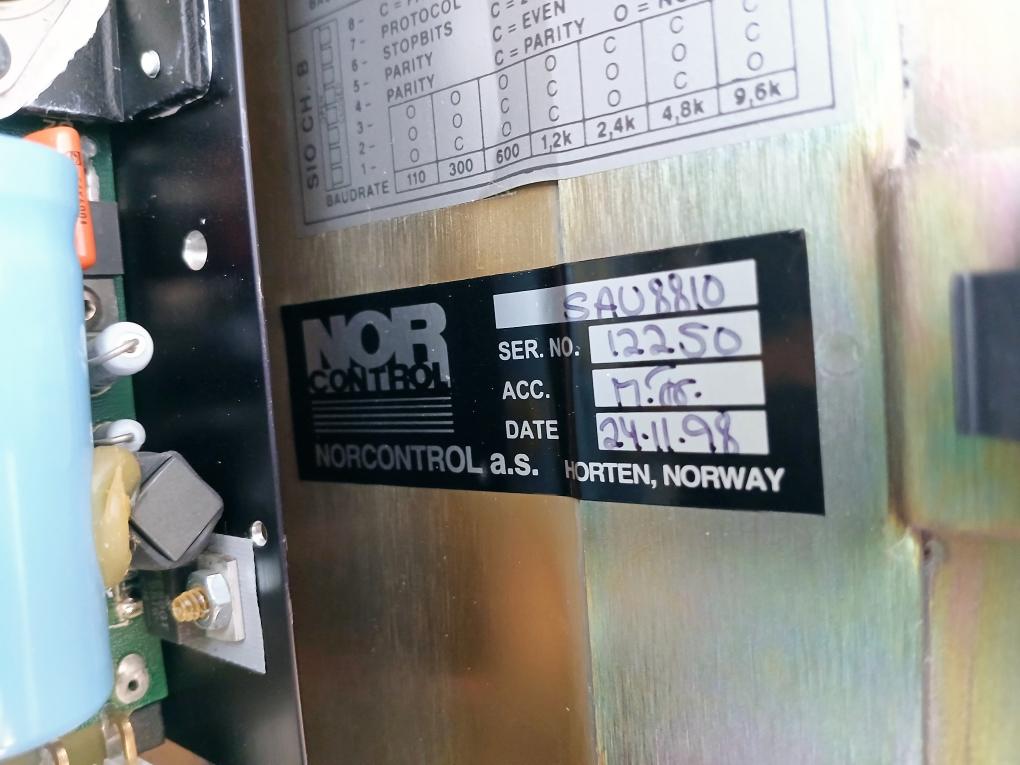 8 - C =
7 - PROTOCOL
6 - STOPBITS C = EVEN O =
5 - PARITY C = PARITY
4 - PARITY O O O O C C C
3 - O O C C O O C
2 - O C O C O C O
1 -
SIO CH. B
BAUDRATE 110 300 600 1,2k 2,4k 4,8k 9,6k
NOR
CONTROL
SAU8810
SER. NO. 12250
ACC.
DATE 24.11.98
NORCONTROL a.s. HORTEN, NORWAY